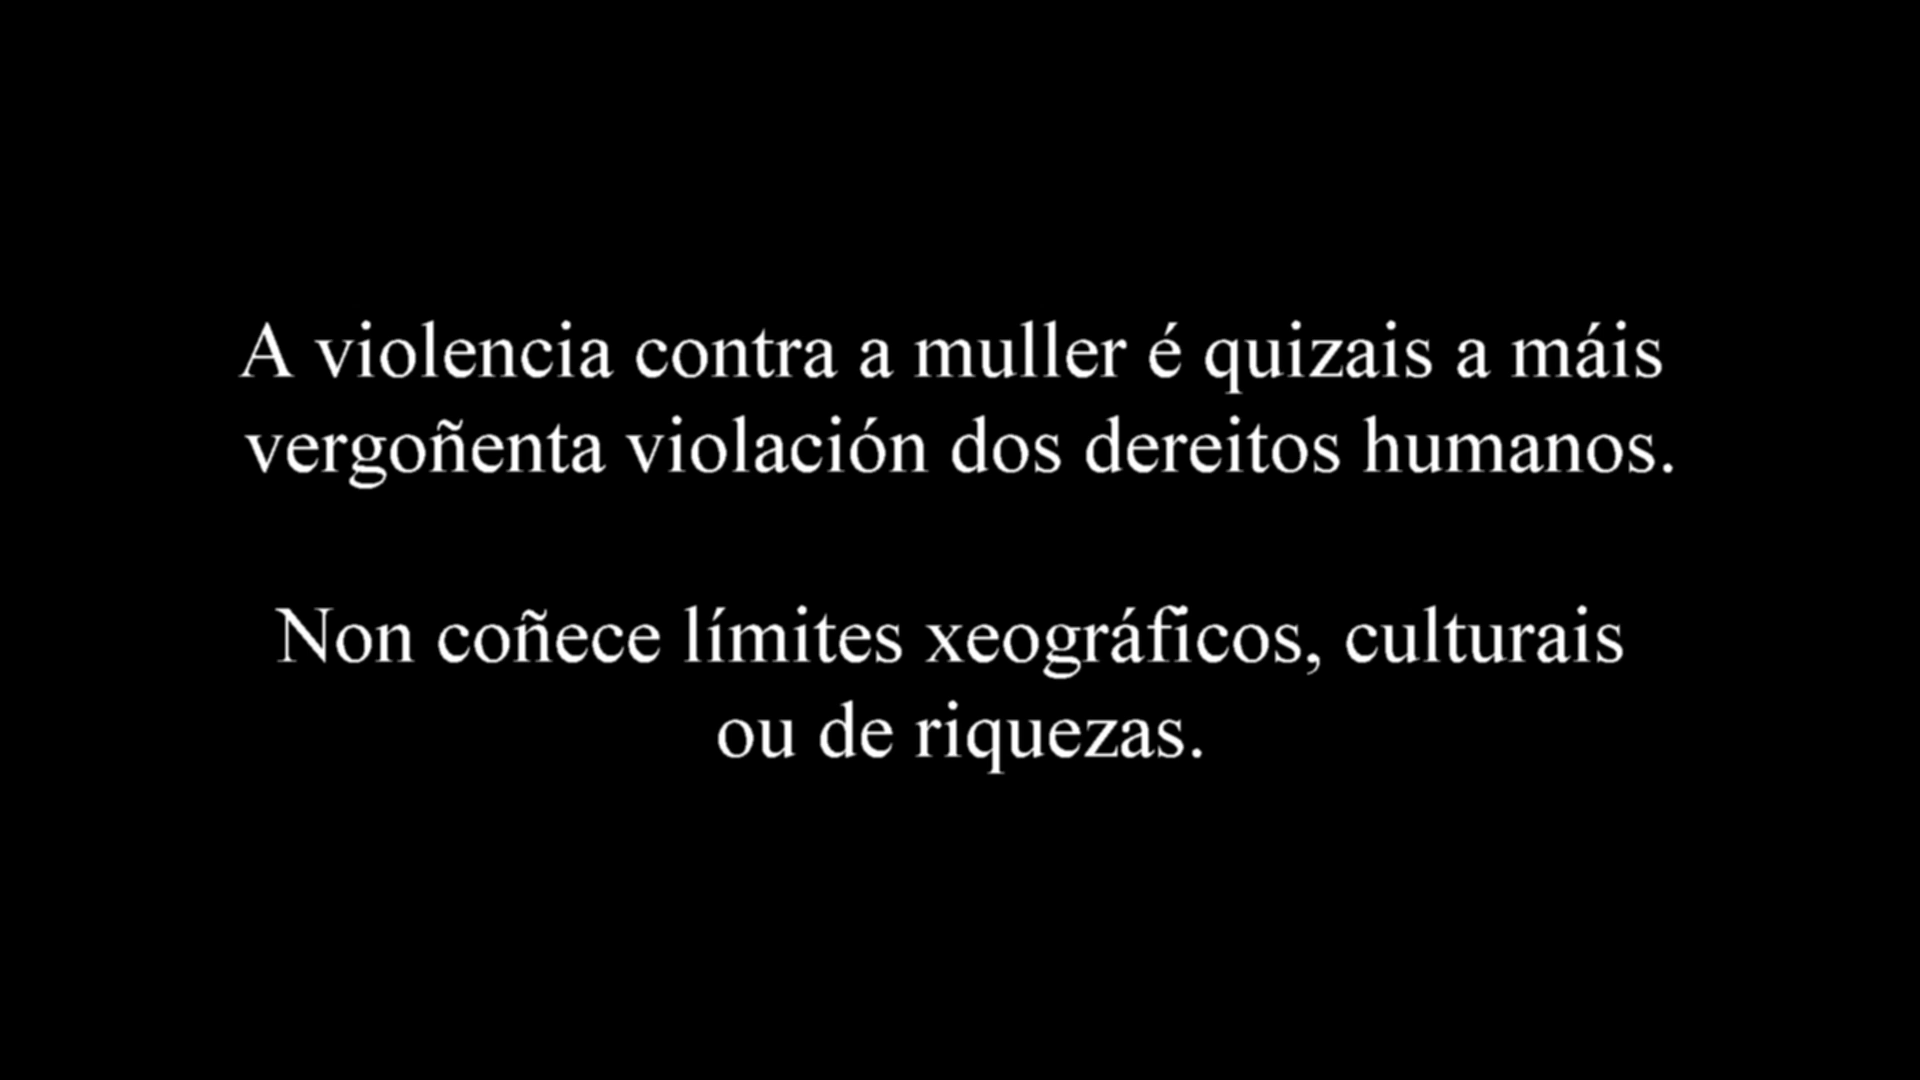 A violencia contra a muller é quizais a máis
vergoñenta violación dos dereitos humanos.
Non coñece límites xeográficos, culturais
ou de riquezas.